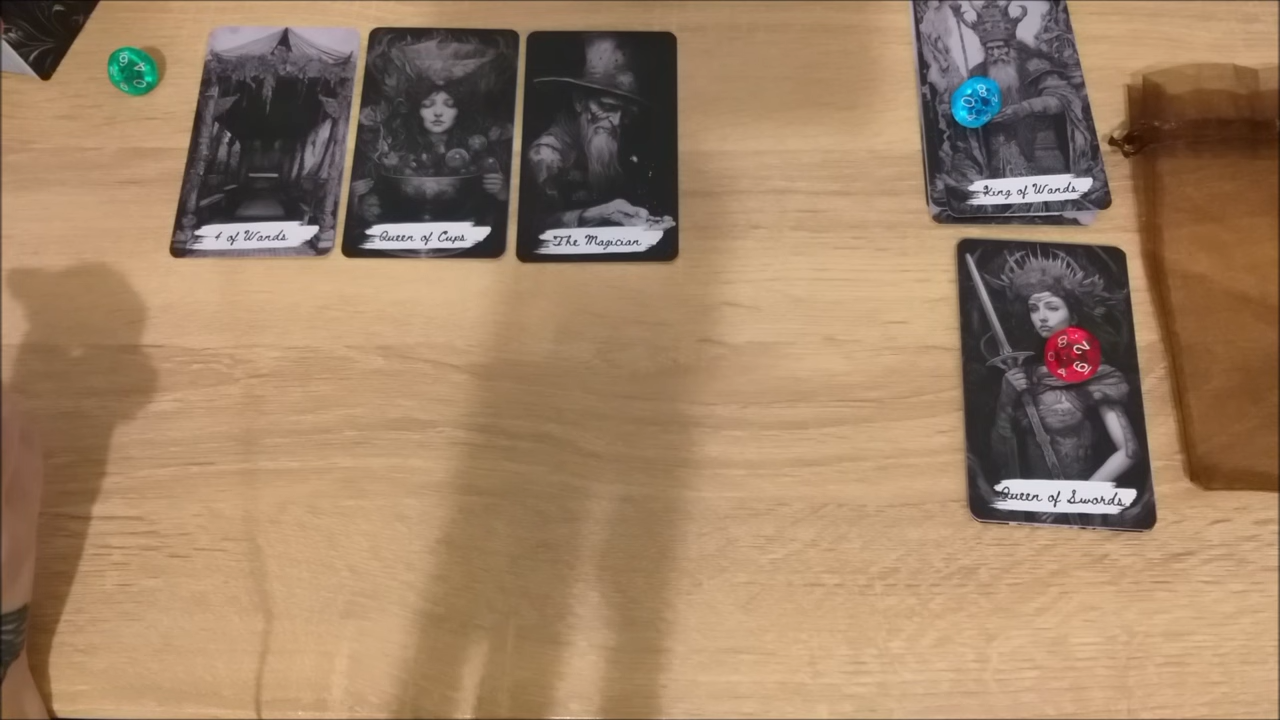 4 of Wands
Queen of Cups
The Magician
King of Wands
Queen of Swords